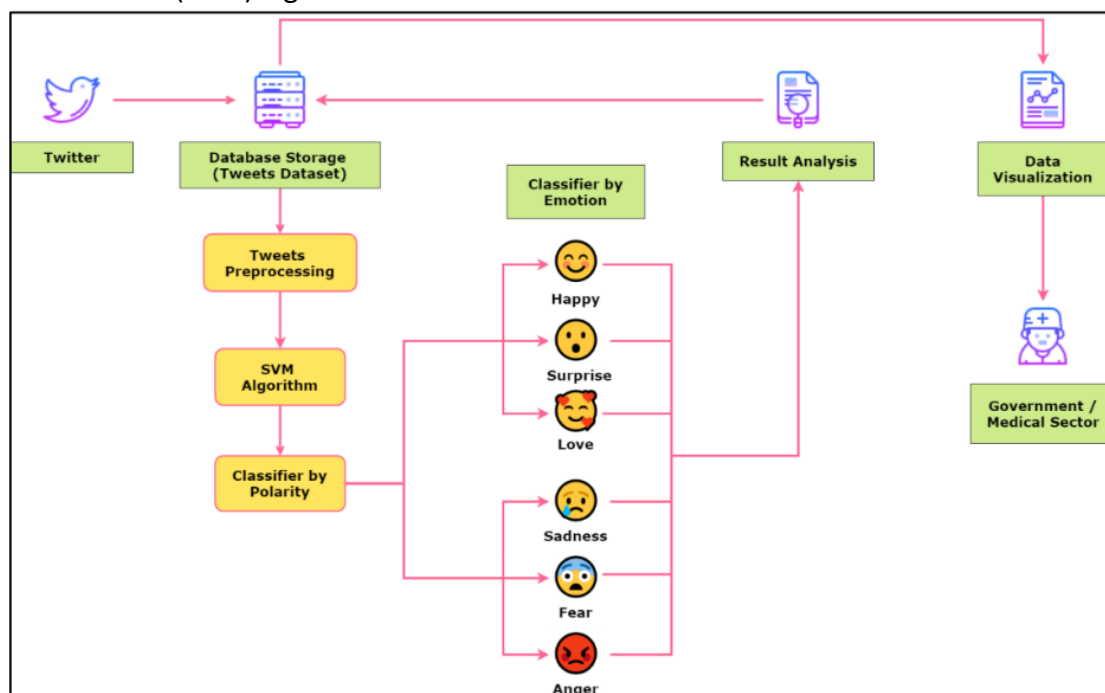 Twitter
Database Storage
(Tweets Dataset)
Result Analysis
Data
Visualization
Classifier by
Emotion
Tweets
Preprocessing
Happy
SVM
Algorithm
Surprise
Government /
Medical Sector
Love
Classifier by
Polarity
Sadness
Fear
Anger